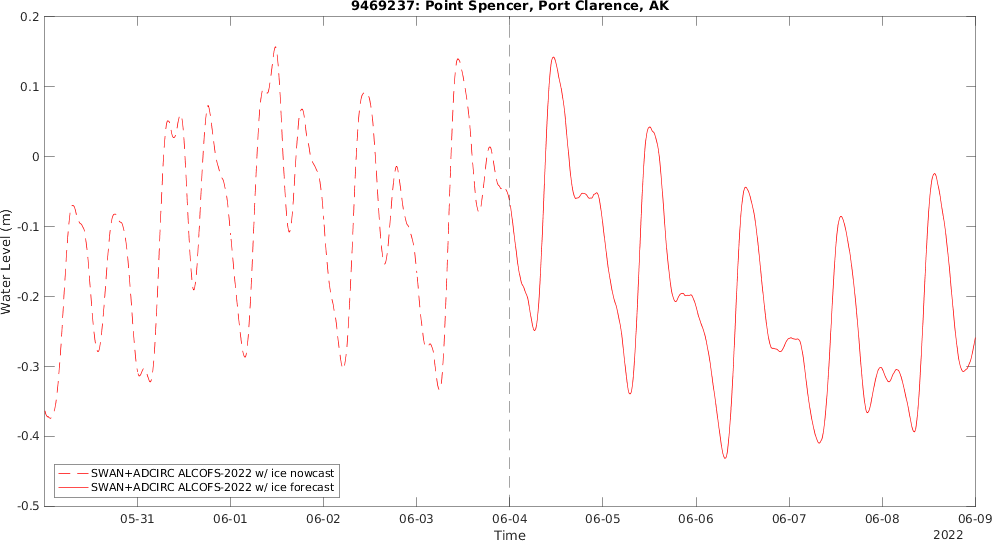 9469237: Point Spencer, Port Clarence, AK
0.2
0.1
0
-0.1
-0.2
-0.3
-0.4
-0.5
Water Level (m)
SWAN+ADCIRC ALCOFS-2022 w/ ice nowcast
SWAN+ADCIRC ALCOFS-2022 w/ ice forecast
05-31 06-01 06-02 06-03 06-04 06-05 06-06 06-07 06-08 06-09
Time
2022